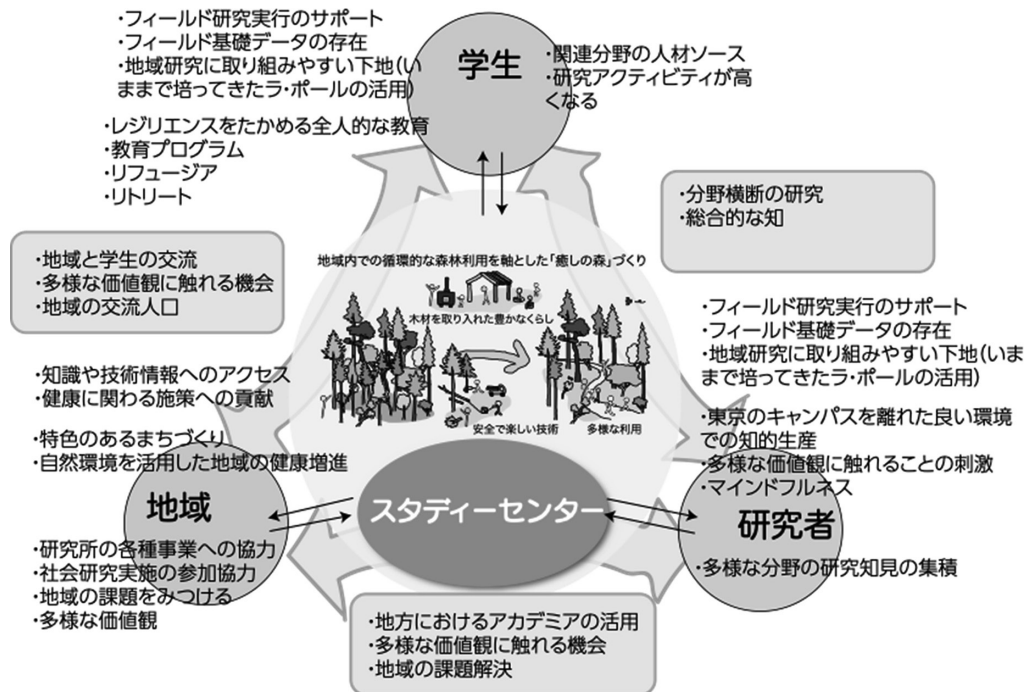 ・フィールド研究実行のサポート
・フィールド基礎データの存在
・地域研究に取り組みやすい下地(い
ままで培ってきたラ・ポールの活用)
・レジリエンスをたかめる全人的な教育
・教育プログラム
・リフュージア
・リトリート
学生
・関連分野の人材ソース
・研究アクティビティが高
くなる
・分野横断の研究
・総合的な知
・地域と学生の交流
・多様な価値観に触れる機会
・地域の交流人口
地域内での循環的な森林利用を軸とした「癒しの森」づくり
木材を取り入れた豊かなくらし
安全で楽しい技術
多様な利用
・フィールド研究実行のサポート
・フィールド基礎データの存在
・地域研究に取り組みやすい下地(いま
まで培ってきたラ・ポールの活用)
・東京のキャンパスを離れた良い環境
での知的生産
・多様な価値観に触れることの刺激
・マインドフルネス
研究者
・多様な分野の研究知見の集積
・知識や技術情報へのアクセス
・健康に関わる施策への貢献
・特色のあるまちづくり
・自然環境を活用した地域の健康増進
地域
・研究所の各種事業への協力
・社会研究実施の参加協力
・地域の課題をみつける
・多様な価値観
スタディーセンター
・地方におけるアカデミアの活用
・多様な価値観に触れる機会
・地域の課題解決